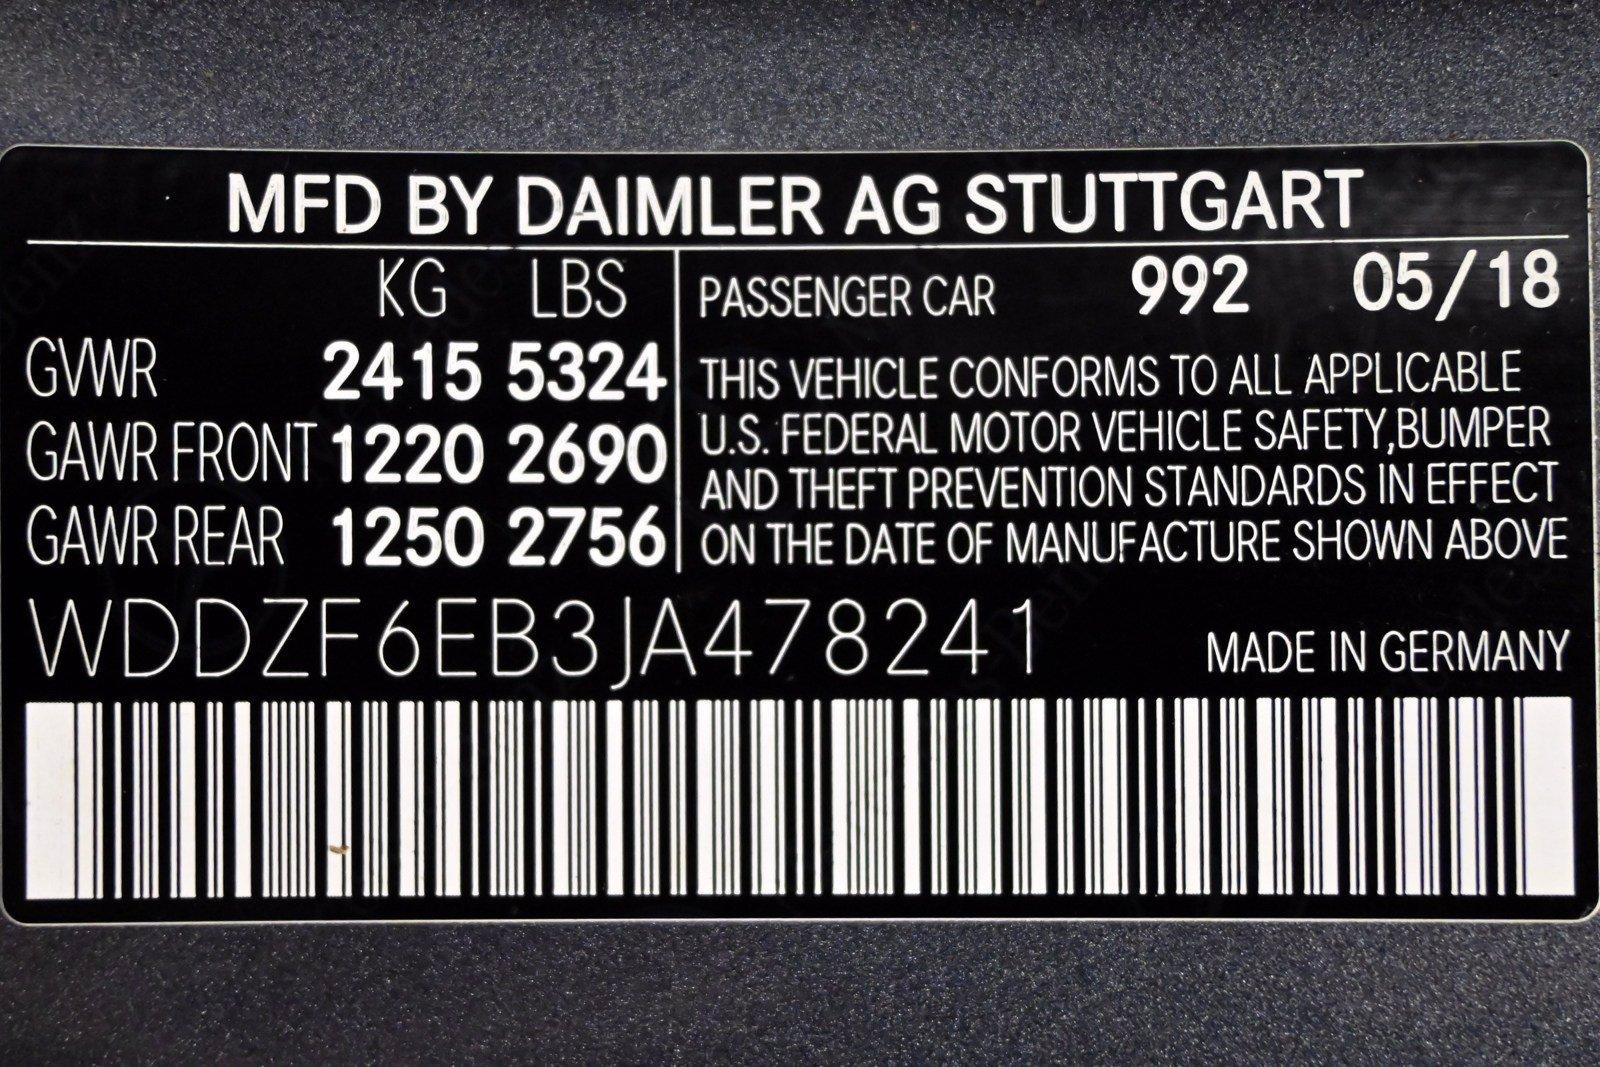 MFD BY DAIMLER AG STUTTGART
KG LBS
GVWR 2415 5324
GAWR FRONT 1220 2690
GAWR REAR 1250 2756
PASSENGER CAR 992 05/18
THIS VEHICLE CONFORMS TO ALL APPLICABLE
U.S. FEDERAL MOTOR VEHICLE SAFETY,BUMPER
AND THEFT PREVENTION STANDARDS IN EFFECT
ON THE DATE OF MANUFACTURE SHOWN ABOVE
WDDZF6EB3JA478241
MADE IN GERMANY